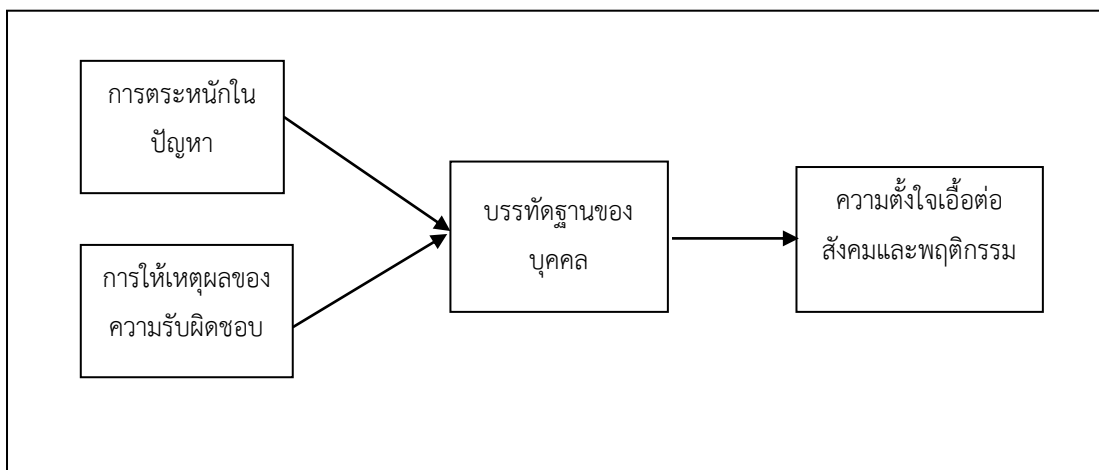 การตระหนักใน
ปัญหา
การให้เหตุผลของ
ความรับผิดชอบ
บรรทัดฐานของ
บุคคล
ความตั้งใจเอื้อต่อ
สังคมและพฤติกรรม